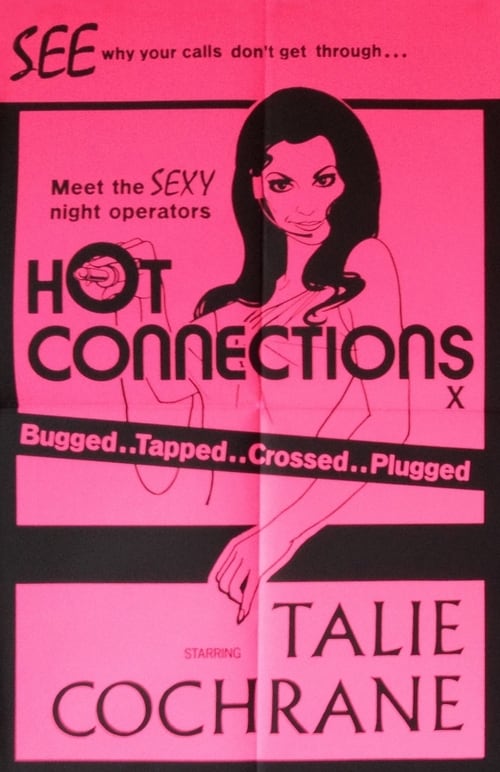 SEE why your calls don't get through...
Meet the SEXY
night operators
HOT
CONNECTIONS
X
Bugged..Tapped..Crossed..Plugged
STARRING TALIE
COCHRANE